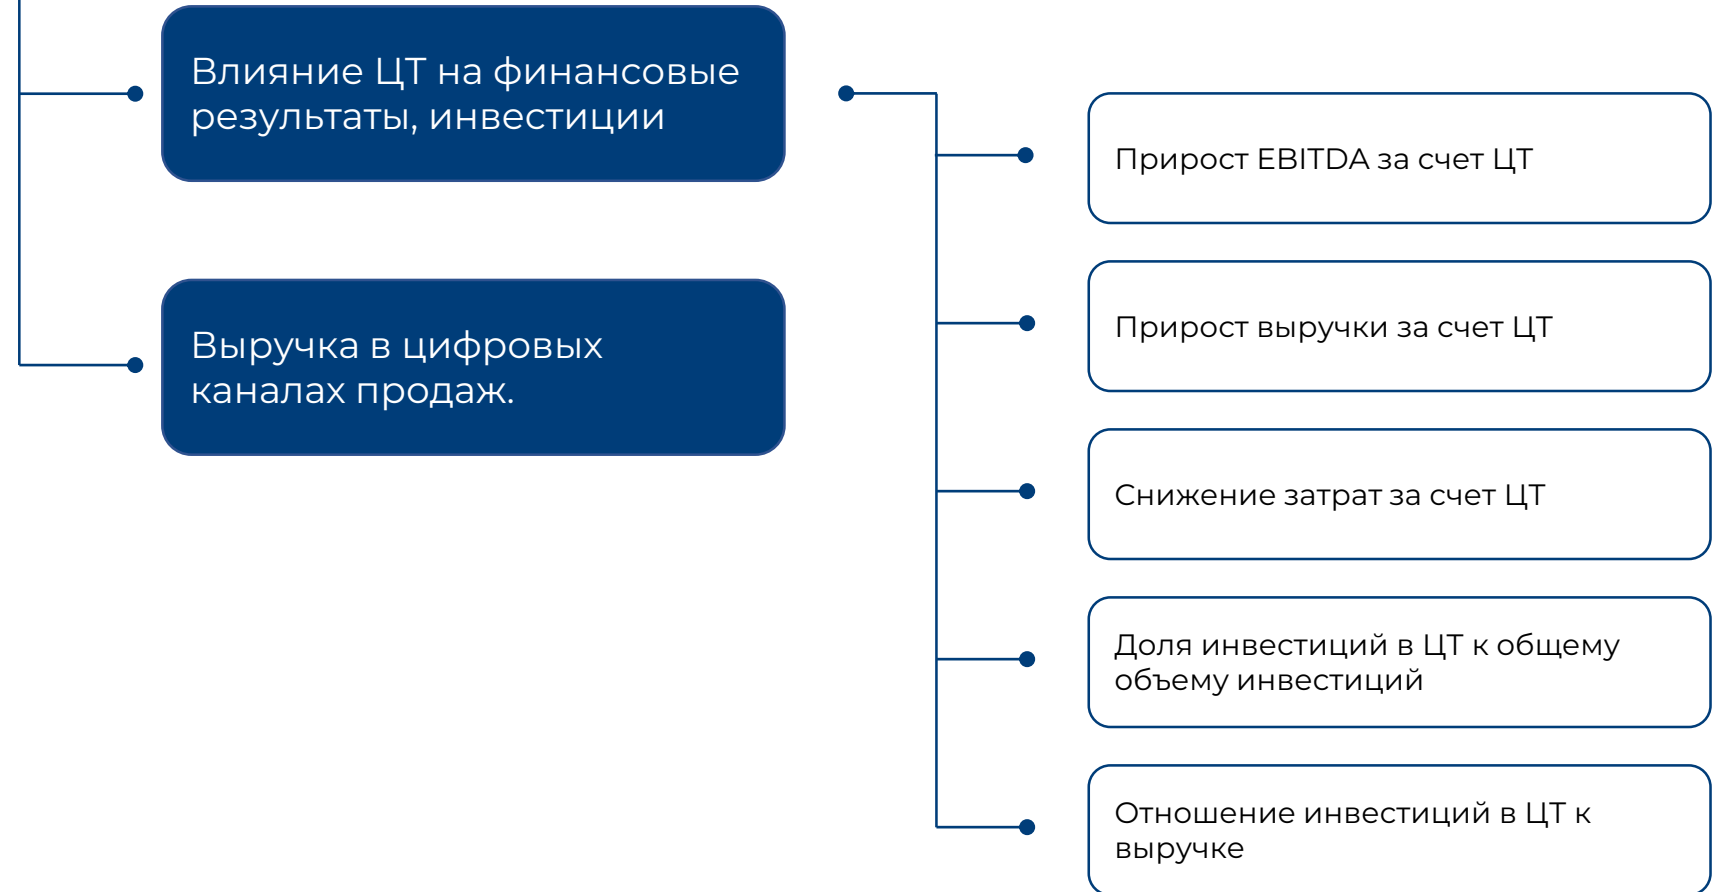 Влияние ЦТ на финансовые
результаты, инвестиции
Выручка в цифровых
каналах продаж.
Прирост EBITDA за счет ЦТ
Прирост выручки за счет ЦТ
Снижение затрат за счет ЦТ
Доля инвестиций в ЦТ к общему
объему инвестиций
Отношение инвестиций в ЦТ к
выручке